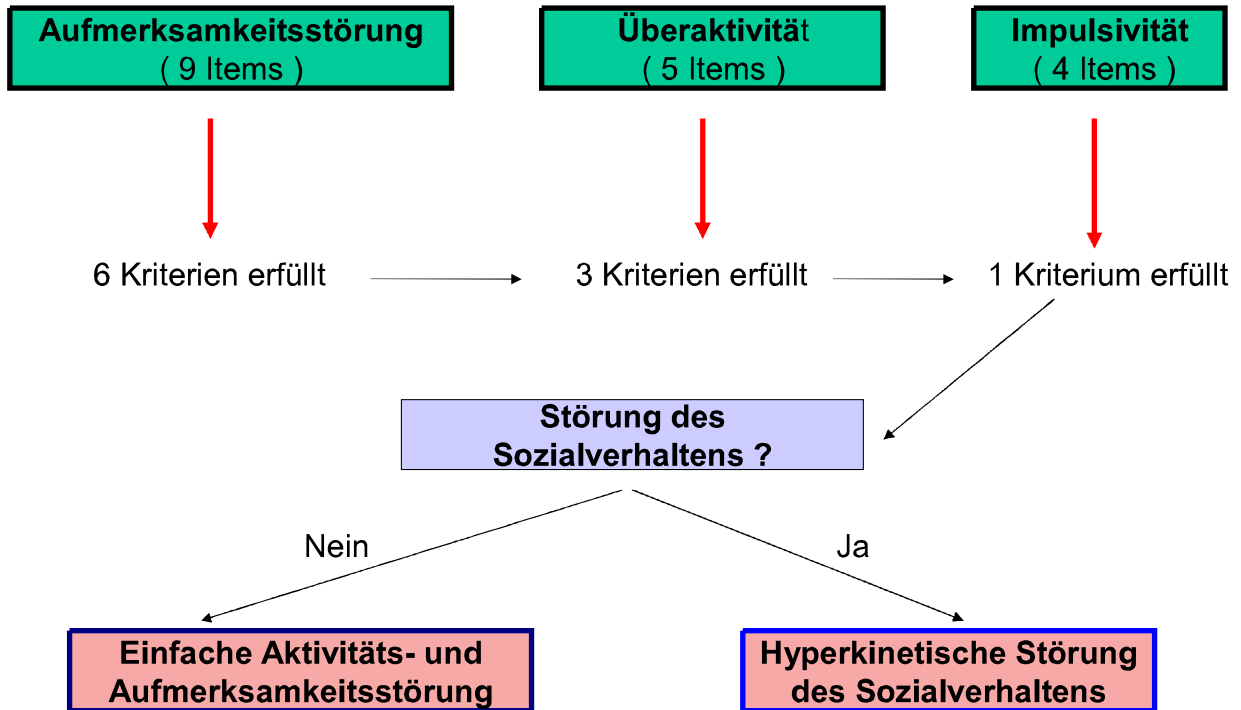 Aufmerksamkeitsstörung
( 9 Items )
Überaktivität
( 5 Items )
Impulsivität
( 4 Items )
6 Kriterien erfüllt
3 Kriterien erfüllt
1 Kriterium erfüllt
Störung des
Sozialverhaltens ?
Nein
Ja
Einfache Aktivitäts- und
Aufmerksamkeitsstörung
Hyperkinetische Störung
des Sozialverhaltens